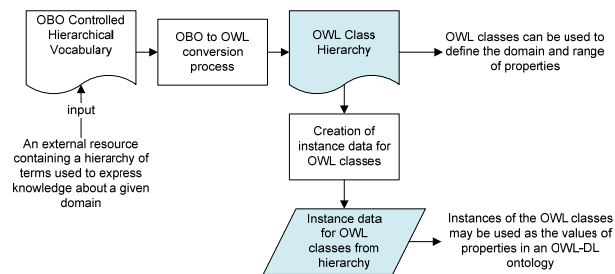 OBO Controlled
Hierarchical
Vocabulary
OBO to OWL
conversion
process
OWL Class
Hierarchy
OWL classes can be used to
define the domain and range
of properties
input
An external resource
containing a hierarchy of
terms used to express
knowledge about a given
domain
Creation of
instance data for
OWL classes
Instance data
for OWL
classes from
hierarchy
Instances of the OWL classes
may be used as the values of
properties in an OWL-DL
ontology